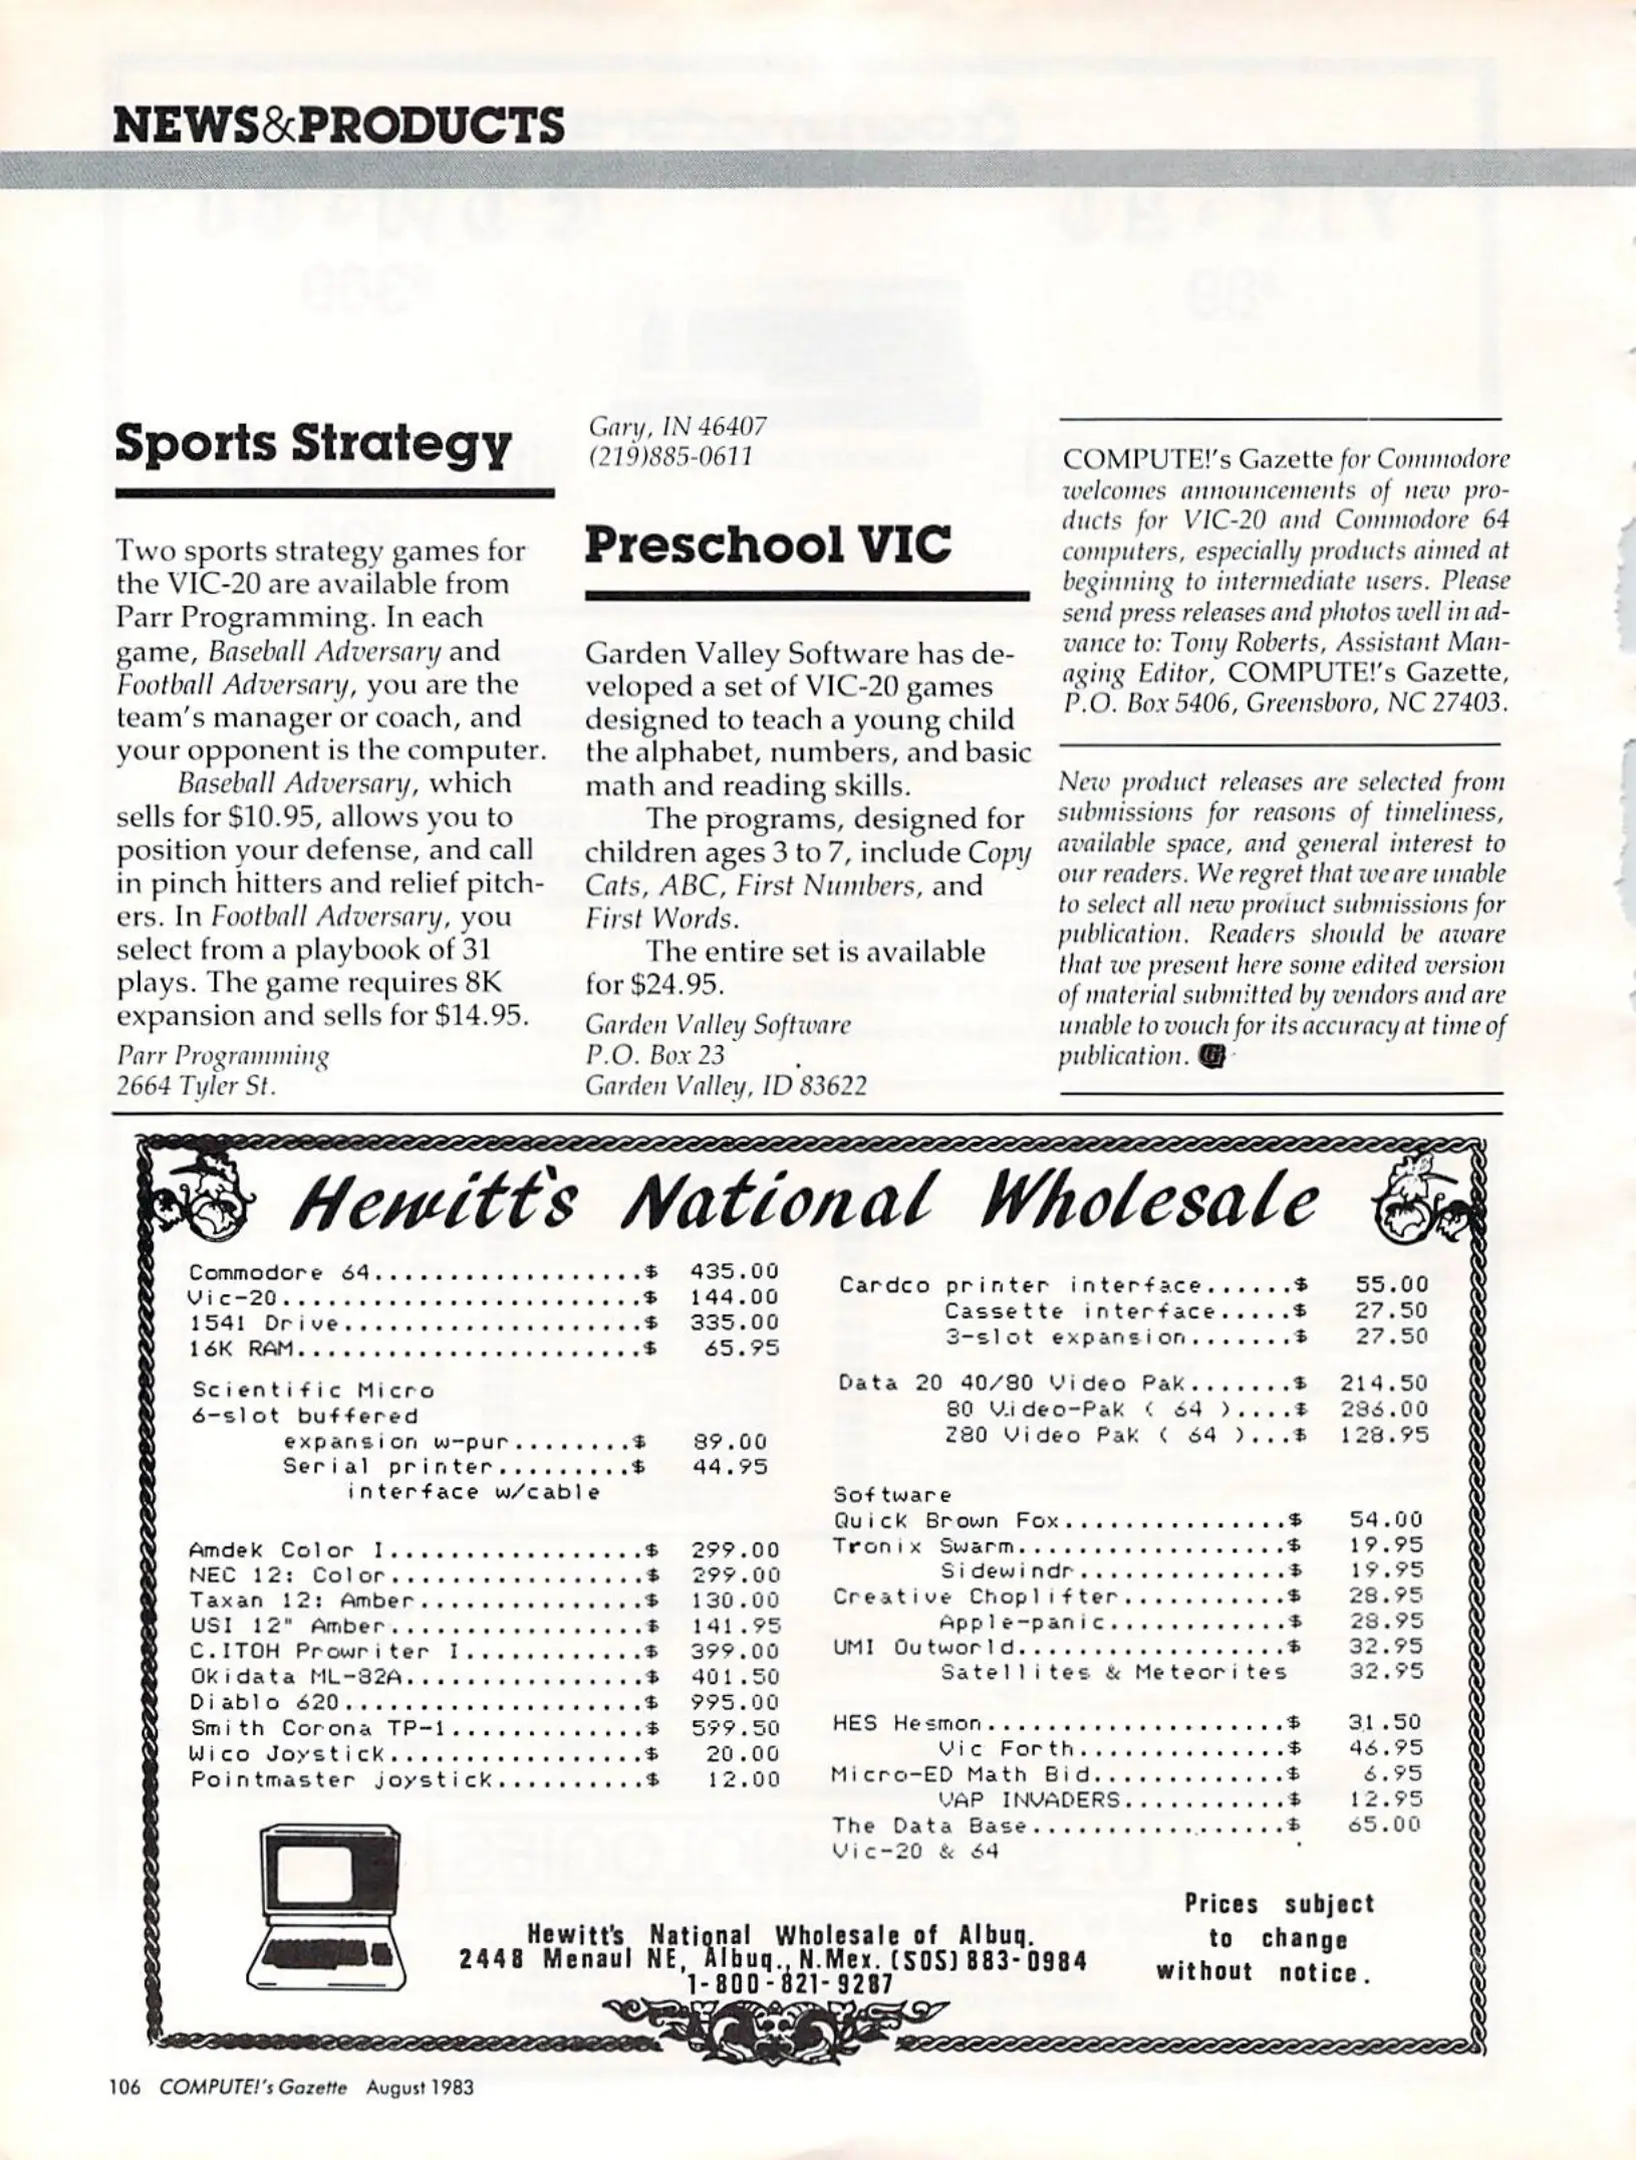 NEWS&PRODUCTS
Sports Strategy
Two sports strategy games for
the VIC-20 are available from
Parr Programming. In each
game, Baseball Adversary and
Football Adversary, you are the
team's manager or coach, and
your opponent is the computer.
Baseball Adversary, which
sells for $10.95, allows you to
position your defense, and call
in pinch hitters and relief pitch-
ers. In Football Adversary, you
select from a playbook of 31
plays. The game requires 8K
expansion and sells for $14.95.
Parr Programming
2664 Tyler St.
Gary, IN 46407
(219)885-0611
Preschool VIC
Garden Valley Software has de-
veloped a set of VIC-20 games
designed to teach a young child
the alphabet, numbers, and basic
math and reading skills.
The programs, designed for
children ages 3 to 7, include Copy
Cats, ABC, First Numbers, and
First Words.
The entire set is available
for $24.95.
Garden Valley Software
P.O. Box 23
Garden Valley, ID 83622
COMPUTE!'s Gazette for Commodore
welcomes announcements of new pro-
ducts for VIC-20 and Commodore 64
computers, especially products aimed at
beginning to intermediate users. Please
send press releases and photos well in ad-
vance to: Tony Roberts, Assistant Man-
aging Editor, COMPUTE!'s Gazette,
P.O. Box 5406, Greensboro, NC 27403.
New product releases are selected from
submissions for reasons of timeliness,
available space, and general interest to
our readers. We regret that we are unable
to select all new product submissions for
publication. Readers should be aware
that we present here some edited version
of material submitted by vendors and are
unable to vouch for its accuracy at time of
publication. G
Hewitt's National Wholesale
Commodore 64..................$ 435.00
Vic-20........................$ 144.00
1541 Drive....................$ 335.00
16K RAM.......................$ 65.95
Scientific Micro
6-slot buffered
expansion w-pur........$ 89.00
Serial printer.........$ 44.95
interface w/cable
Amdek Color I.................$ 299.00
NEC 12: Color.................$ 299.00
Taxan 12: Amber...............$ 130.00
USI 12" Amber.................$ 141.95
C.ITOH Prowriter I............$ 399.00
Okidata ML-82A................$ 401.50
Diablo 620....................$ 995.00
Smith Corona TP-1.............$ 599.50
Wico Joystick.................$ 20.00
Pointmaster joystick..........$ 12.00
Cardco printer interface......$ 55.00
Cassette interface.....$ 27.50
3-slot expansion.......$ 27.50
Data 20 40/80 Video Pak.......$ 214.50
80 Video-Pak ( 64 )....$ 286.00
Z80 Video Pak ( 64 )...$ 128.95
Software
Quick Brown Fox...............$ 54.00
Tronix Swarm..................$ 19.95
Sidewindr..............$ 19.95
Creative Choplifter...........$ 28.95
Apple-panic............$ 28.95
UMI Outworld..................$ 32.95
Satellites & Meteorites 32.95
HES Hesmon....................$ 31.50
Vic Forth..............$ 46.95
Micro-ED Math Bid.............$ 6.95
VAP INVADERS...........$ 12.95
The Data Base.................$ 65.00
Vic-20 & 64
Hewitt's National Wholesale of Albuq.
2448 Menaul NE, Albuq., N.Mex. (505) 883-0984
1-800-821-9287
Prices subject
to change
without notice.
106 COMPUTE!'s Gazette August 1983